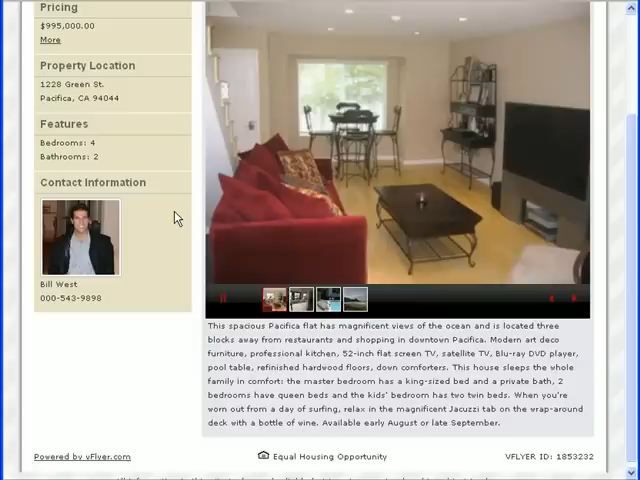 Pricing
$995,000.00
More
Property Location
1228 Green St.
Pacifica, CA 94044
Features
Bedrooms: 4
Bathrooms: 2
Contact Information
Bill West
000-543-9898
This spacious Pacifica flat has magnificent views of the ocean and is located three
blocks away from restaurants and shopping in downtown Pacifica. Modern art deco
furniture, professional kitchen, 52-inch flat screen TV, satellite TV, Blu-ray DVD player,
pool table, refinished hardwood floors, down comforters. This house sleeps the whole
family in comfort: the master bedroom has a king-sized bed and a private bath, 2
bedrooms have queen beds and the kids' bedroom has two twin beds. When you're
worn out from a day of surfing, relax in the magnificent Jacuzzi tab on the wrap-around
deck with a bottle of wine. Available early August or late September.
Powered by vFlyer.com
Equal Housing Opportunity
VFLYER ID: 1853232